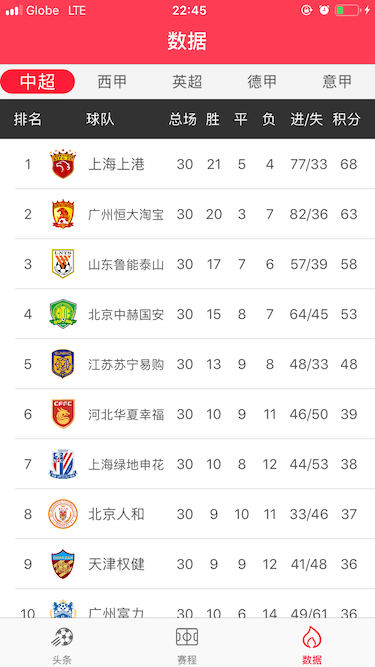 Globe LTE 22:45
数据
中超 西甲 英超 德甲 意甲
排名 球队 总场 胜 平 负 进/失 积分
1 上海上港 30 21 5 4 77/33 68
2 广州恒大淘宝 30 20 3 7 82/36 63
3 山东鲁能泰山 30 17 7 6 57/39 58
4 北京中赫国安 30 15 8 7 64/45 53
5 江苏苏宁易购 30 13 9 8 48/33 48
6 河北华夏幸福 30 10 9 11 46/50 39
7 上海绿地申花 30 10 8 12 44/53 38
8 北京人和 30 9 10 11 33/46 37
9 天津权健 30 9 9 12 41/48 36
10 广州富力 30 10 6 14 49/61 36
头条 赛程 数据